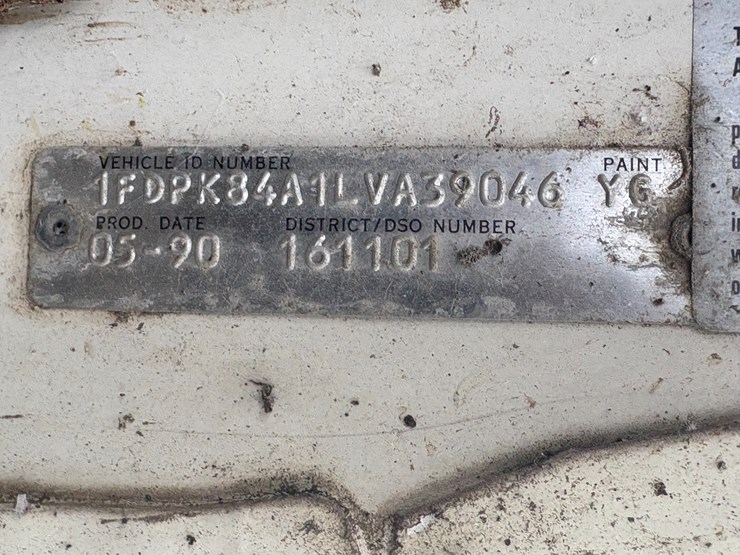 VEHICLE ID NUMBER PAINT
1FDPK84A1LVA39046 YG
PROD. DATE DISTRICT/DSO NUMBER
05-90 161101